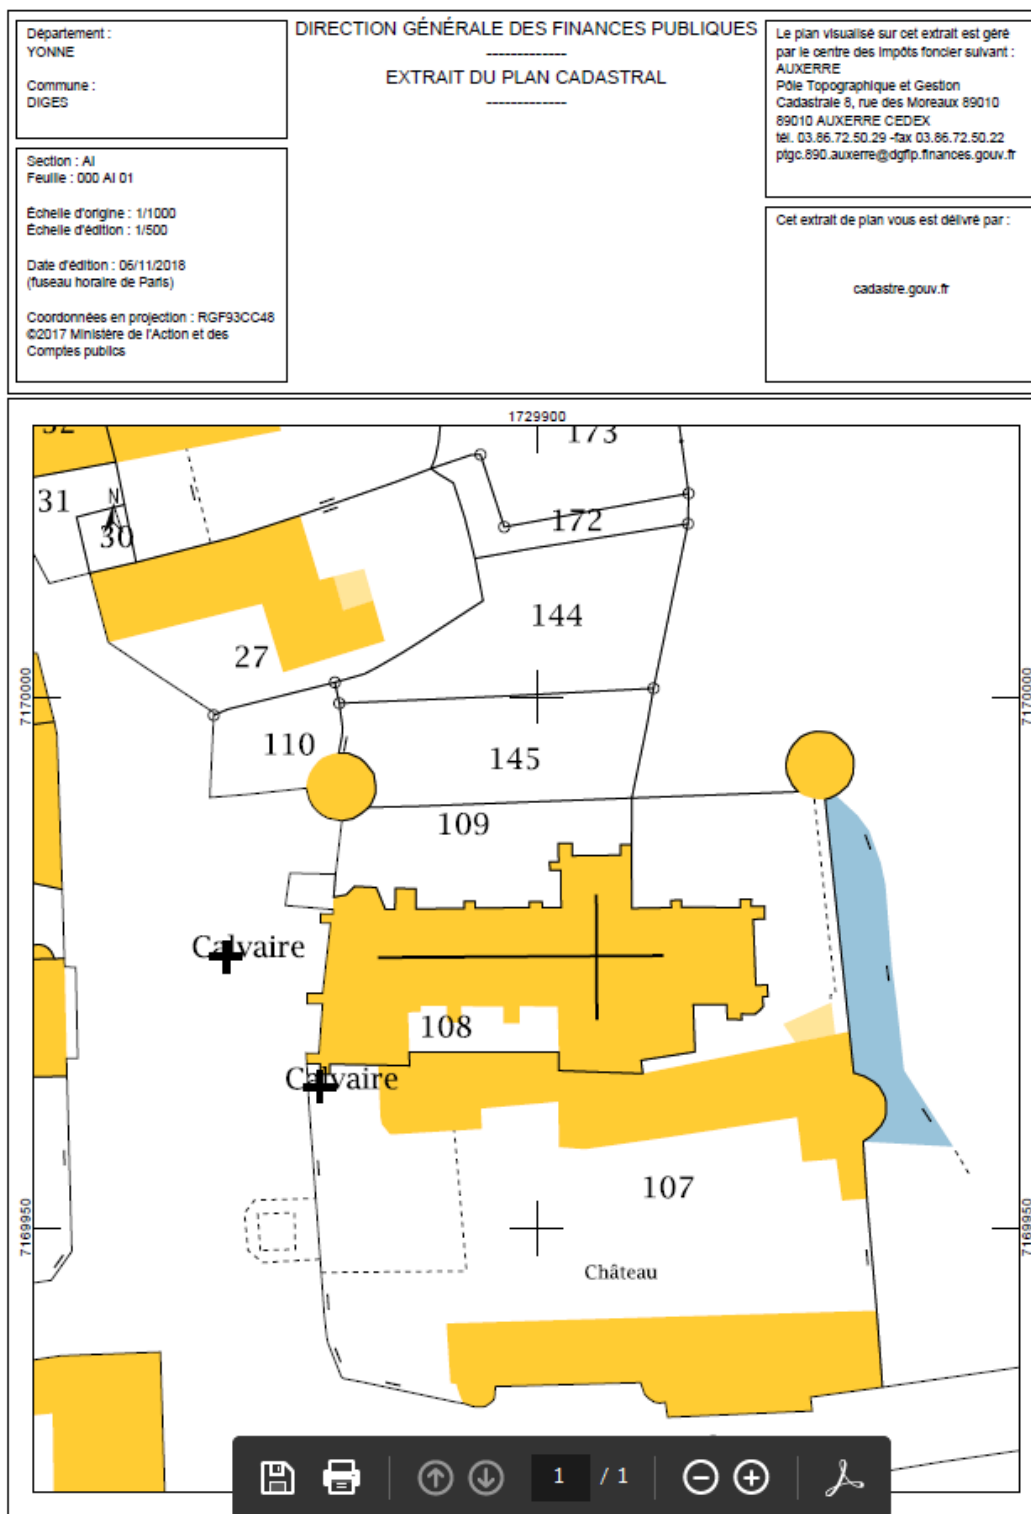 Département :
YONNE
Commune :
DIGES
Section : AI
Feuille : 000 AI 01
Échelle d'origine : 1/1000
Échelle d'édition : 1/500
Date d'édition : 06/11/2018
(fuseau horaire de Paris)
Coordonnées en projection : RGF93CC48
©2017 Ministère de l'Action et des
Comptes publics
DIRECTION GÉNÉRALE DES FINANCES PUBLIQUES
-------------
EXTRAIT DU PLAN CADASTRAL
-------------
Le plan visualisé sur cet extrait est géré
par le centre des impôts foncier suivant :
AUXERRE
Pôle Topographique et Gestion
Cadastrale 8, rue des Moreaux 89010
89010 AUXERRE CEDEX
tél. 03.86.72.50.29 -fax 03.86.72.50.22
ptgc.890.auxerre@dgfip.finances.gouv.fr
Cet extrait de plan vous est délivré par :
cadastre.gouv.fr
1729900
32
173
31
N
30
172
144
27
7170000
7170000
110
145
109
Calvaire
108
Calvaire
107
7169950
7169950
Château
1 / 1